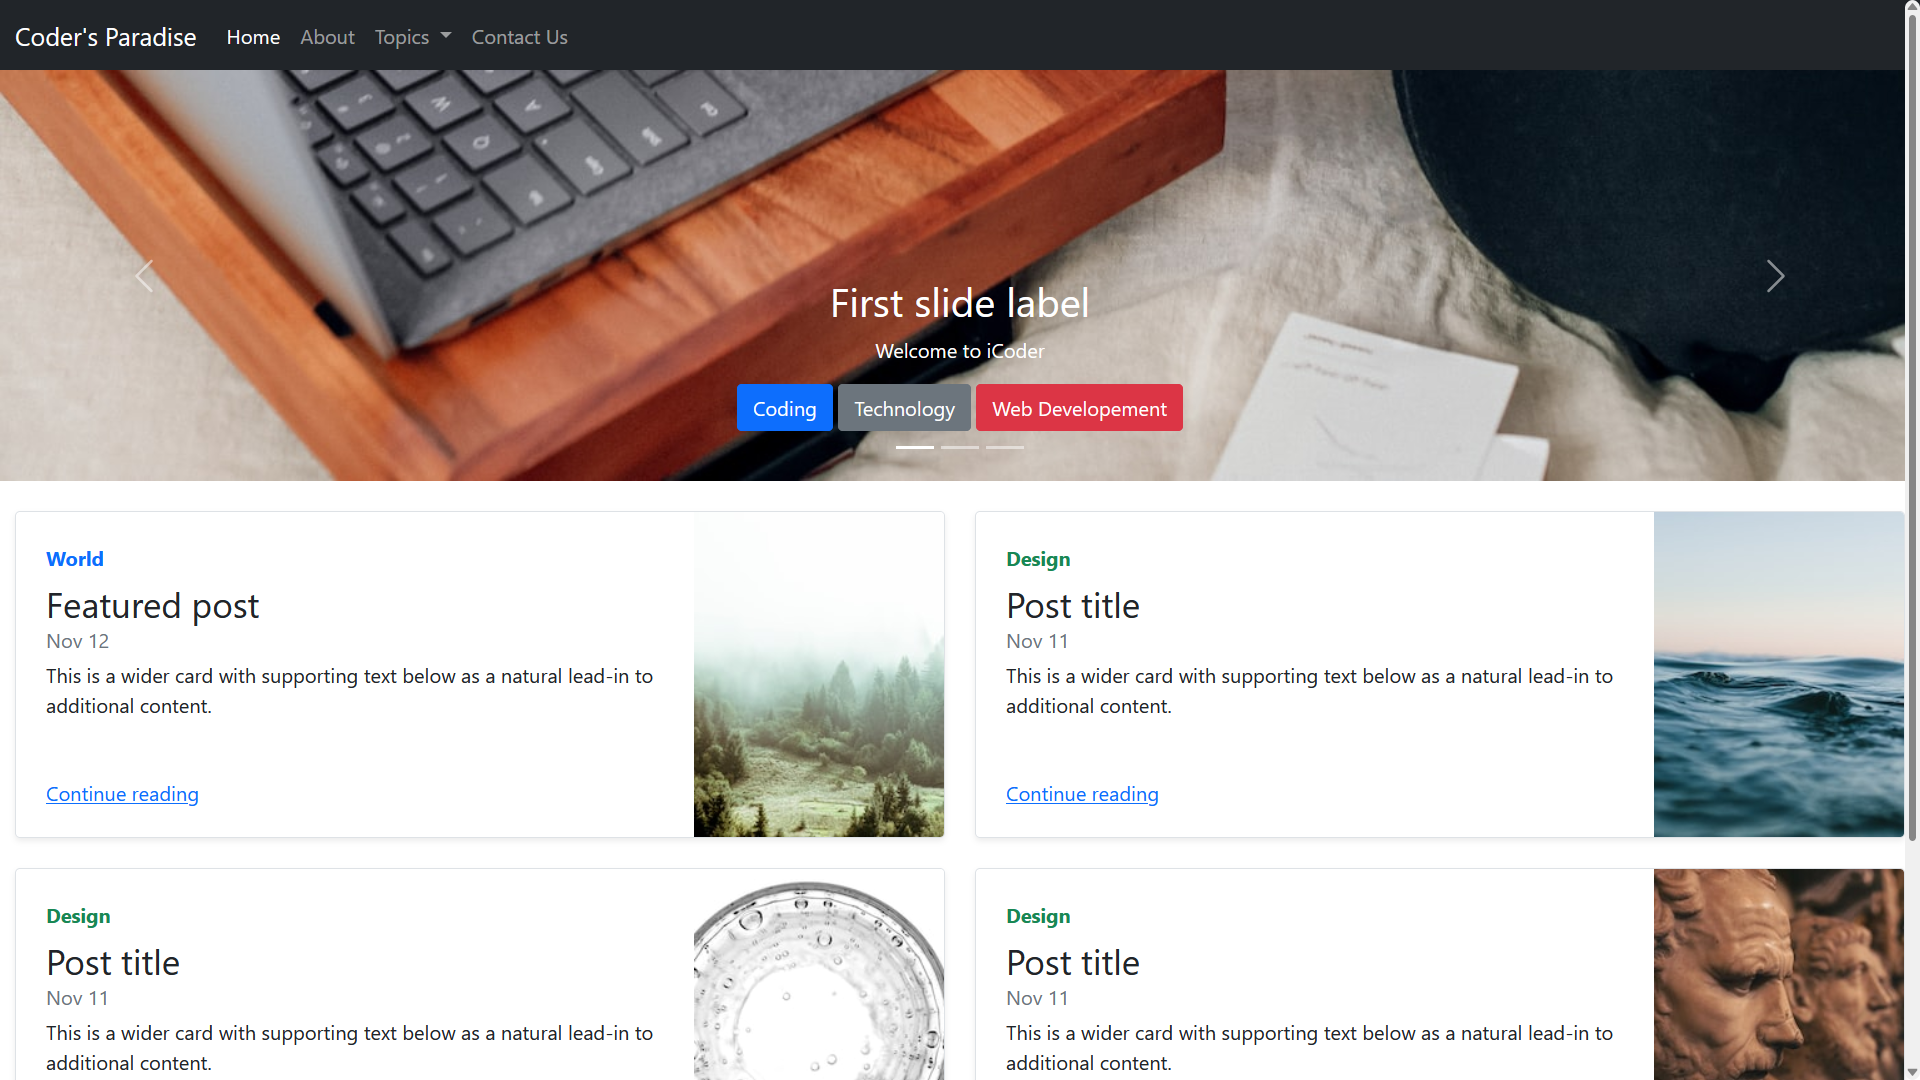 Coder's Paradise Home About Topics Contact Us
First slide label
Welcome to iCoder
Coding Technology Web Developement
World
Featured post
Nov 12
This is a wider card with supporting text below as a natural lead-in to
additional content.
Continue reading
Design
Post title
Nov 11
This is a wider card with supporting text below as a natural lead-in to
additional content.
Continue reading
Design
Post title
Nov 11
This is a wider card with supporting text below as a natural lead-in to
additional content.
Design
Post title
Nov 11
This is a wider card with supporting text below as a natural lead-in to
additional content.